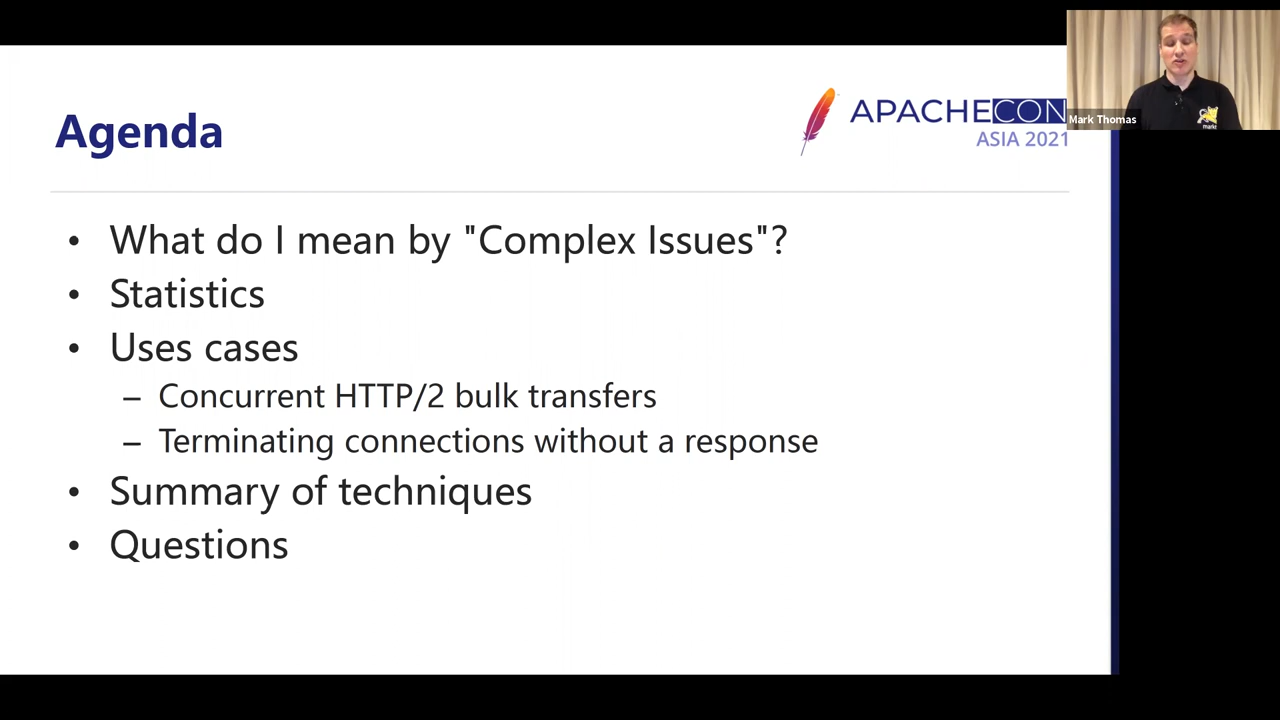 Agenda
APACHECON
ASIA 2021
Mark Thomas
markt
• What do I mean by "Complex Issues"?
• Statistics
• Uses cases
– Concurrent HTTP/2 bulk transfers
– Terminating connections without a response
• Summary of techniques
• Questions